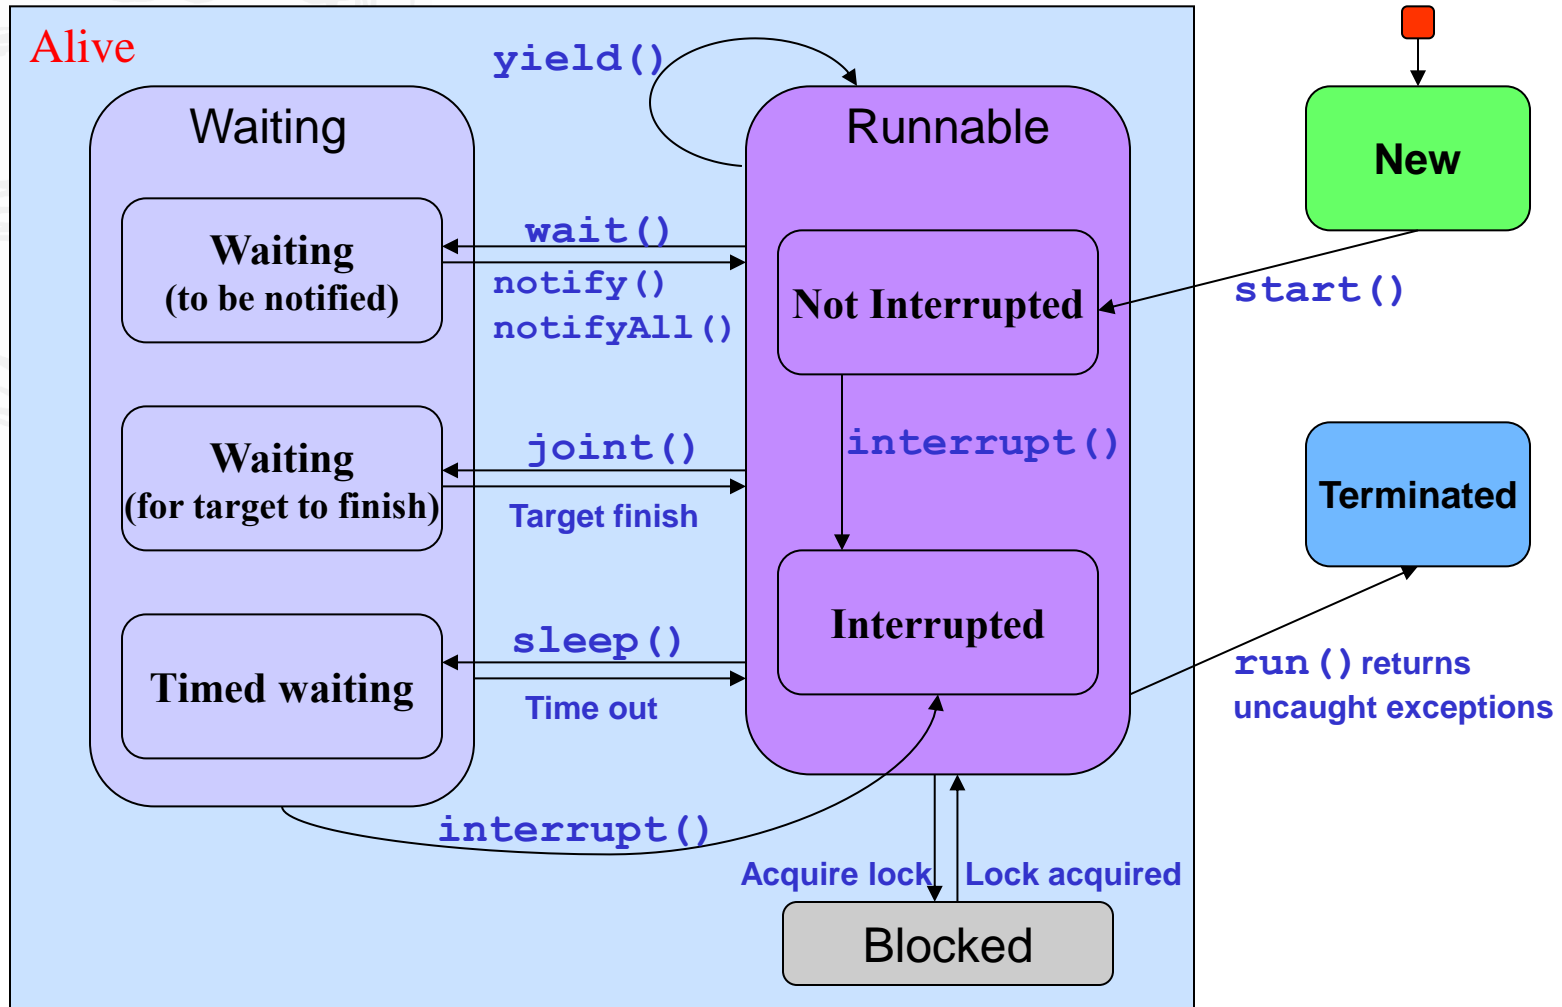 Alive
yield()
Waiting
Runnable
New
Waiting
(to be notified)
wait()
notify()
notifyAll()
Not Interrupted
start()
Waiting
(for target to finish)
joint()
Target finish
interrupt()
Terminated
Timed waiting
sleep()
Time out
Interrupted
run() returns
uncaught exceptions
interrupt()
Acquire lock
Lock acquired
Blocked